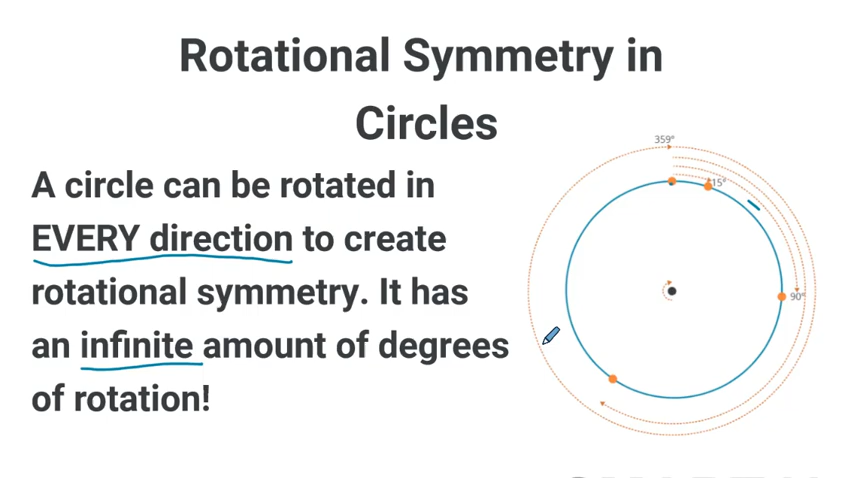 Rotational Symmetry in
Circles
A circle can be rotated in
EVERY direction to create
rotational symmetry. It has
an infinite amount of degrees
of rotation!
359°
15°
90°